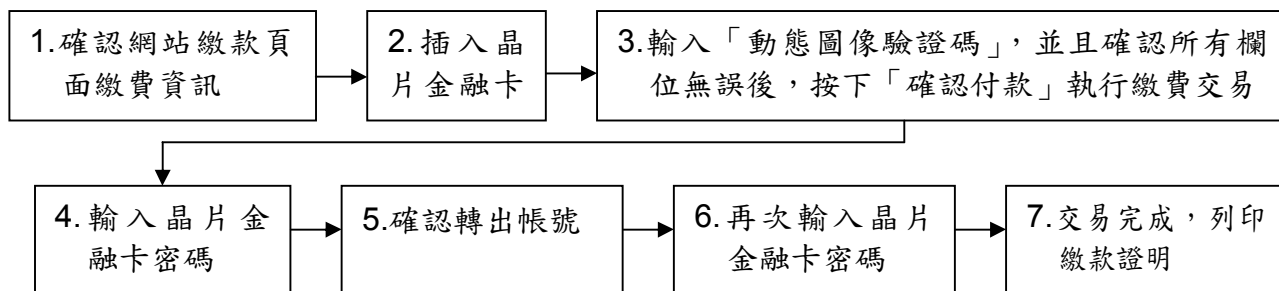 1.確認網站繳款頁
面繳費資訊
2.插入晶
片金融卡
3.輸入「動態圖像驗證碼」，並且確認所有欄
位無誤後，按下「確認付款」執行繳費交易
4.輸入晶片金
融卡密碼
5.確認轉出帳號
6.再次輸入晶片
金融卡密碼
7.交易完成，列印
繳款證明